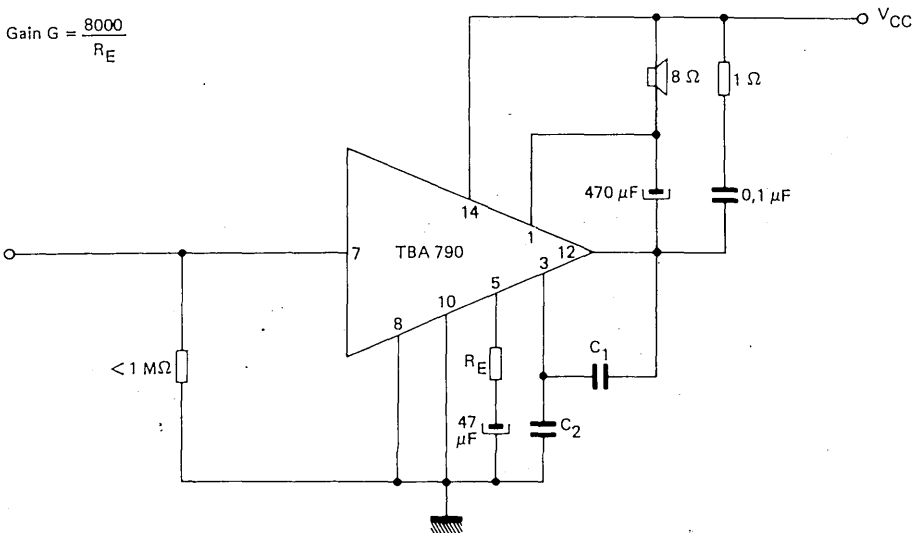 Gain G = 8000 / R_E
V_CC
8 Ω
1 Ω
470 µF
0,1 µF
14
1
7
TBA 790
12
3
5
10
8
< 1 MΩ
R_E
C_1
47 µF
C_2